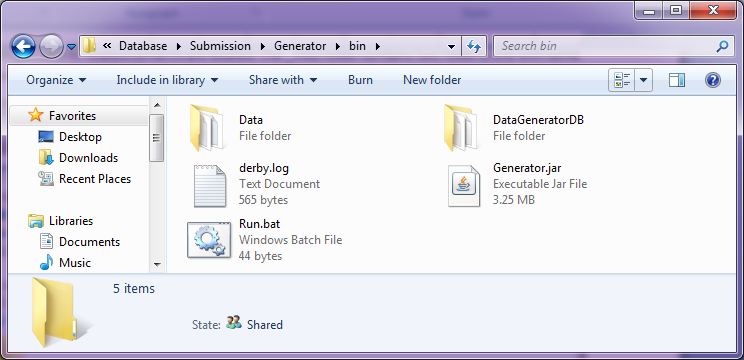 « Database ▸ Submission ▸ Generator ▸ bin ▸
Search bin
Organize Include in library Share with Burn New folder
Favorites
Desktop
Downloads
Recent Places
Libraries
Documents
Music
Data
File folder
DataGeneratorDB
File folder
derby.log
Text Document
565 bytes
Generator.jar
Executable Jar File
3.25 MB
Run.bat
Windows Batch File
44 bytes
5 items
State: Shared